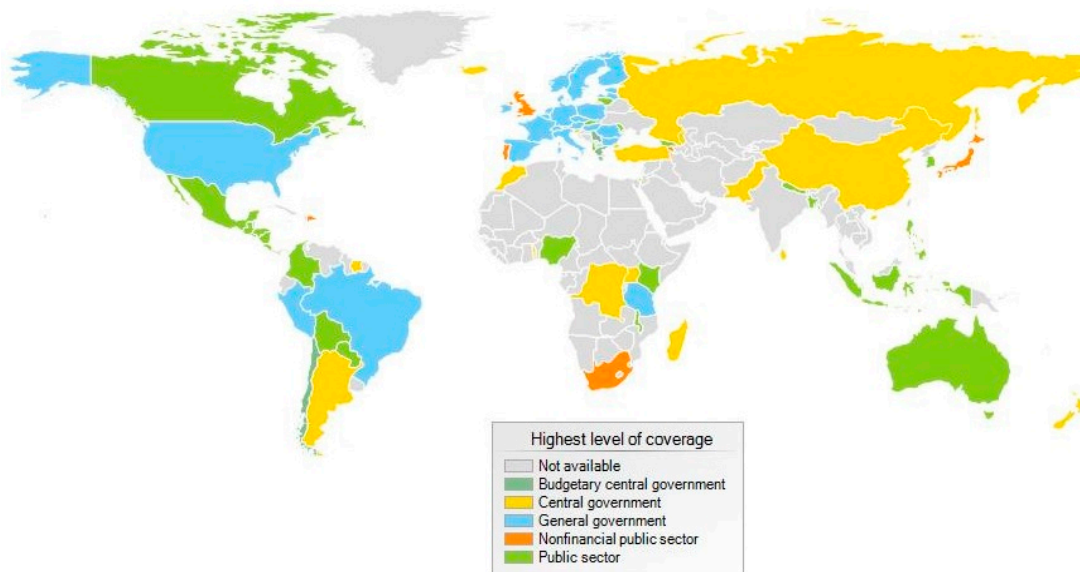 Highest level of coverage
Not available
Budgetary central government
Central government
General government
Nonfinancial public sector
Public sector